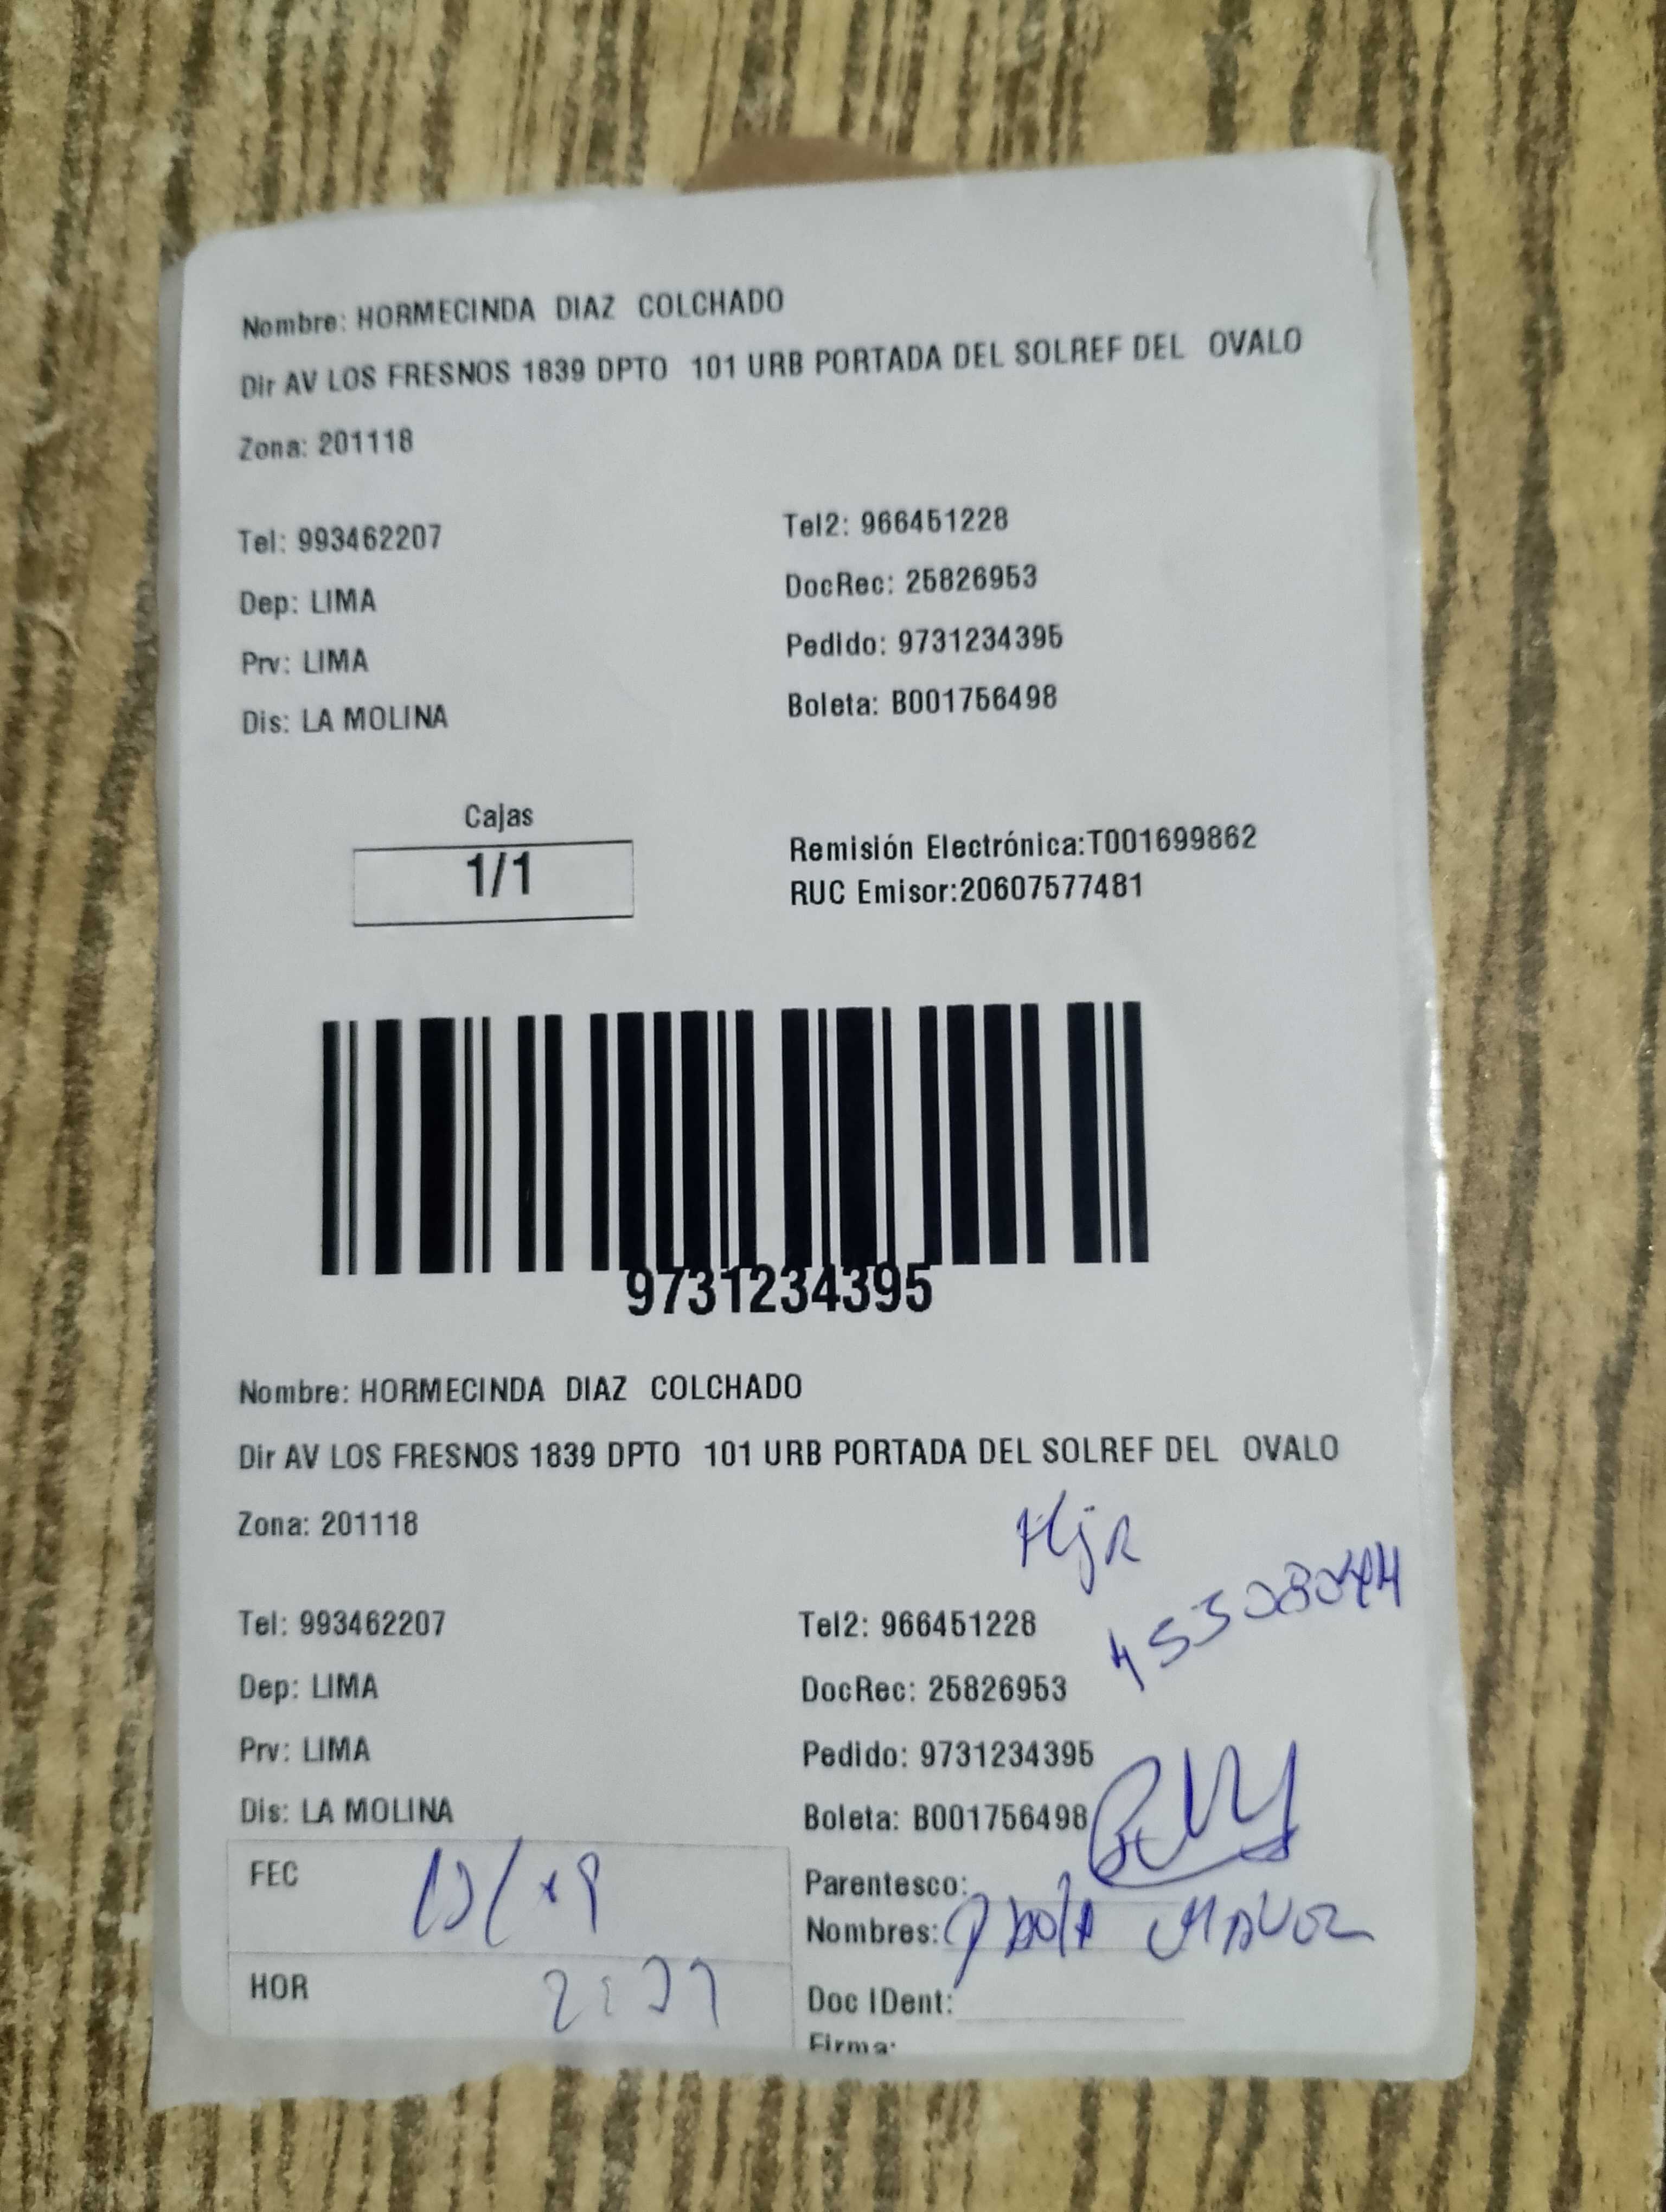 Nombre: HORMECINDA DIAZ COLCHADO
Dir AV LOS FRESNOS 1839 DPTO 101 URB PORTADA DEL SOLREF DEL OVALO
Zona: 201118
Tel: 993462207 Tel2: 966451228
Dep: LIMA DocRec: 25826953
Prv: LIMA Pedido: 9731234395
Dis: LA MOLINA Boleta: B001756498
Cajas
1/1
Remisión Electrónica:T001699862
RUC Emisor:20607577481
9731234395
Nombre: HORMECINDA DIAZ COLCHADO
Dir AV LOS FRESNOS 1839 DPTO 101 URB PORTADA DEL SOLREF DEL OVALO
Zona: 201118
Tel: 993462207 Tel2: 966451228
Dep: LIMA DocRec: 25826953
Prv: LIMA Pedido: 9731234395
Dis: LA MOLINA Boleta: B001756498
FEC
Parentesco:
Nombres:
HOR
Doc IDent:
Firma: